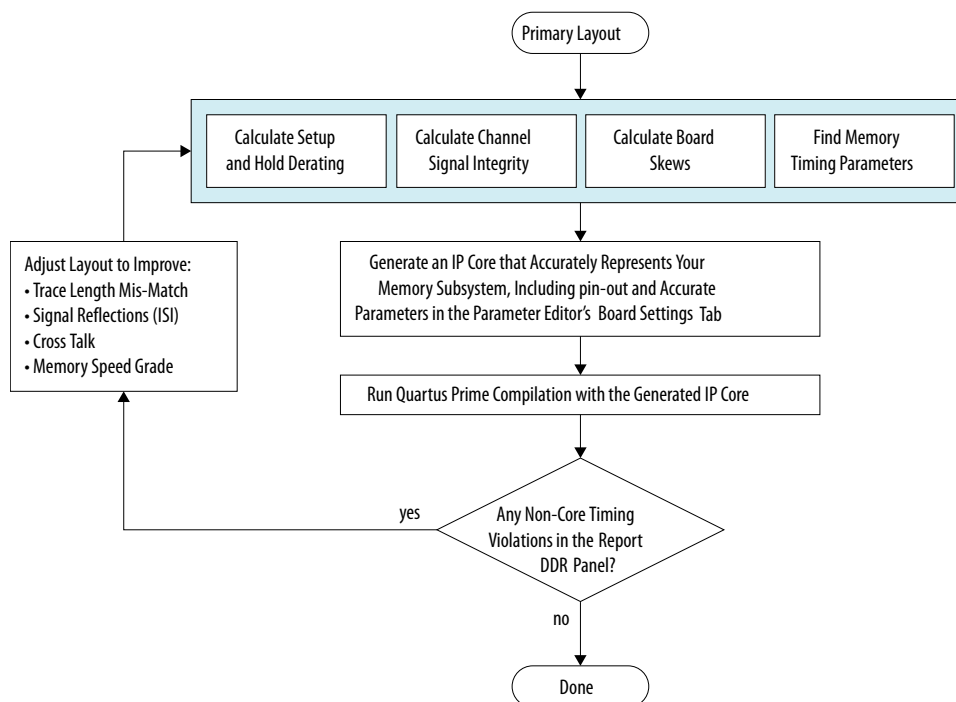 Primary Layout
Calculate Setup
and Hold Derating
Calculate Channel
Signal Integrity
Calculate Board
Skews
Find Memory
Timing Parameters
Adjust Layout to Improve:
• Trace Length Mis-Match
• Signal Reflections (ISI)
• Cross Talk
• Memory Speed Grade
Generate an IP Core that Accurately Represents Your
Memory Subsystem, Including pin-out and Accurate
Parameters in the Parameter Editor's Board Settings Tab
Run Quartus Prime Compilation with the Generated IP Core
yes
Any Non-Core Timing
Violations in the Report
DDR Panel?
no
Done